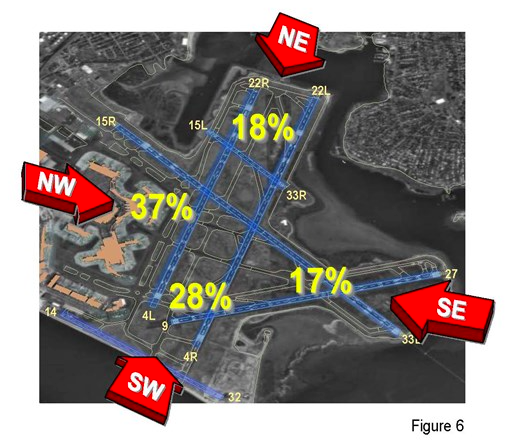 NE
22R
22L
15R
15L
18%
33R
NW
37%
17%
27
28%
SE
14
4L
9
33L
4R
SW
32
Figure 6